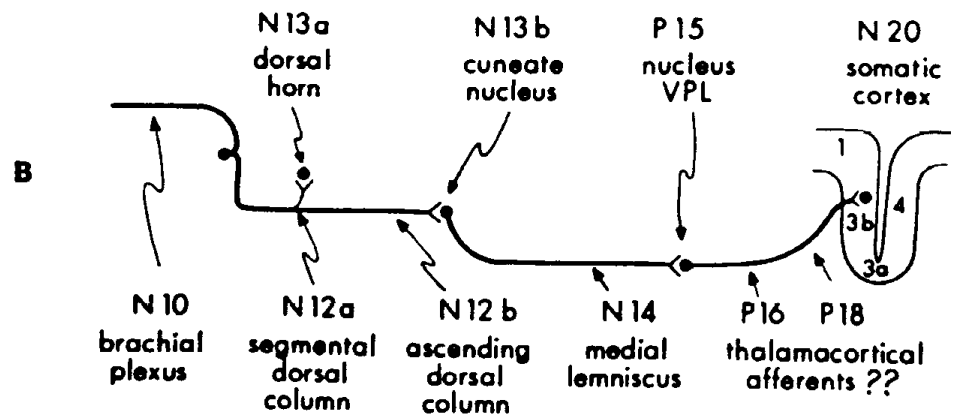 N 13a
dorsal
horn
N 13b
cuneate
nucleus
P 15
nucleus
VPL
N 20
somatic
cortex
B
1
3b
4
3a
N 10
brachial
plexus
N 12a
segmental
dorsal
column
N 12 b
ascending
dorsal
column
N 14
medial
lemniscus
P16 P18
thalamocortical
afferents ??